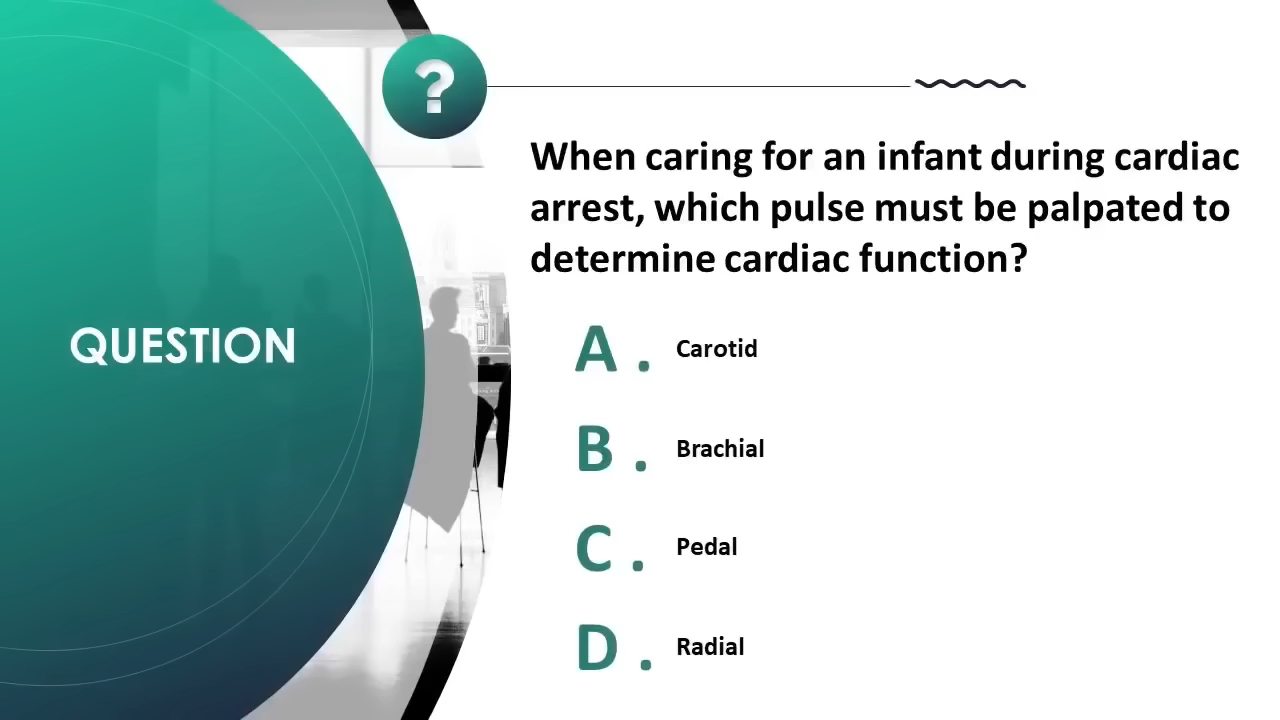 ?
When caring for an infant during cardiac
arrest, which pulse must be palpated to
determine cardiac function?
QUESTION
A . Carotid
B . Brachial
C . Pedal
D . Radial